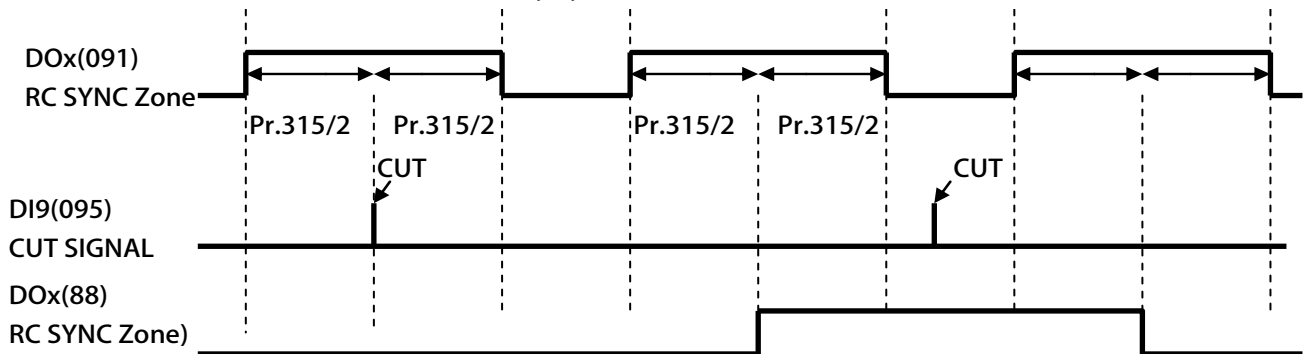 DOx(091)
RC SYNC Zone
Pr.315/2 Pr.315/2 Pr.315/2 Pr.315/2
CUT CUT
DI9(095)
CUT SIGNAL
DOx(88)
RC SYNC Zone)